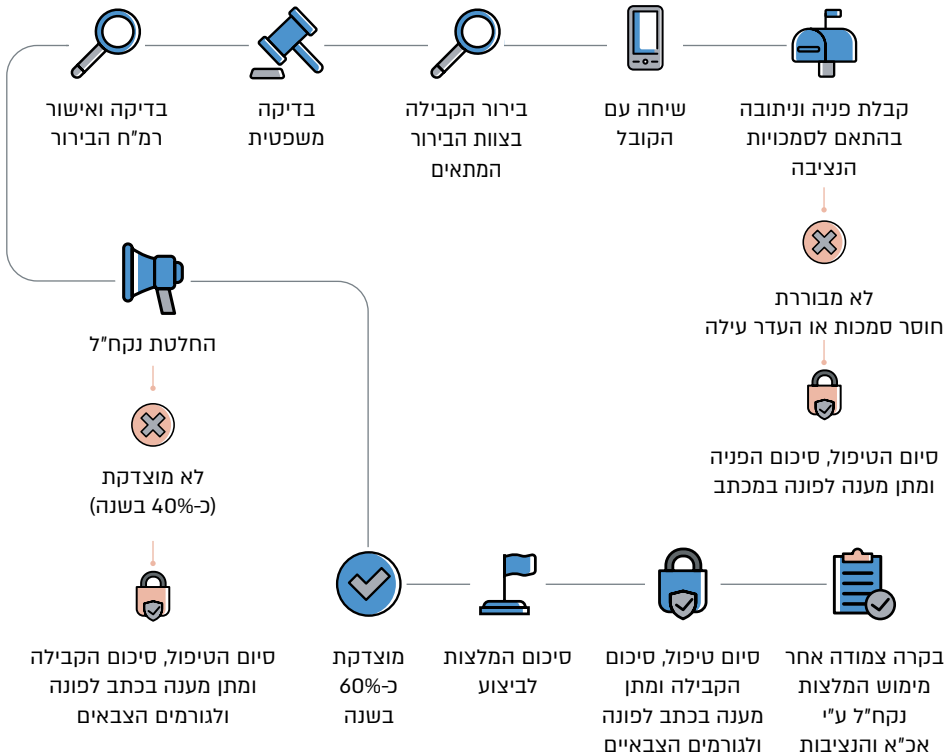 קבלת פניה וניתובה
בהתאם לסמכויות
הנציבה
שיחה עם
הקובל
בירור הקבילה
בצוות הבירור
המתאים
בדיקה
משפטית
בדיקה ואישור
רמ"ח הבירור
לא מבוררת
חוסר סמכות או העדר עילה
סיום הטיפול, סיכום הפניה
ומתן מענה לפונה במכתב
החלטת נקח"ל
לא מוצדקת
(כ-40% בשנה)
סיום הטיפול, סיכום הקבילה
ומתן מענה בכתב לפונה
ולגורמים הצבאים
מוצדקת
כ-60%
בשנה
סיכום המלצות
לביצוע
סיום טיפול, סיכום
הקבילה ומתן
מענה בכתב לפונה
ולגורמים הצבאיים
בקרה צמודה אחר
מימוש המלצות
נקח"ל ע"י
אכ"א והנציבות